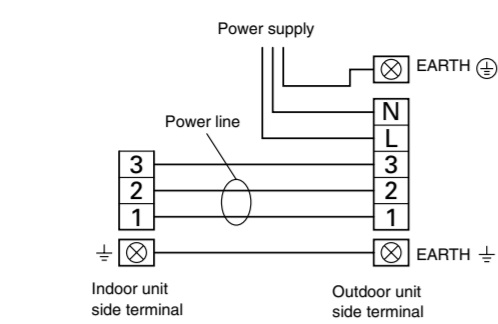 Power supply
EARTH
N
Power line
L
3 3
2 2
1 1
EARTH
Indoor unit
side terminal
Outdoor unit
side terminal